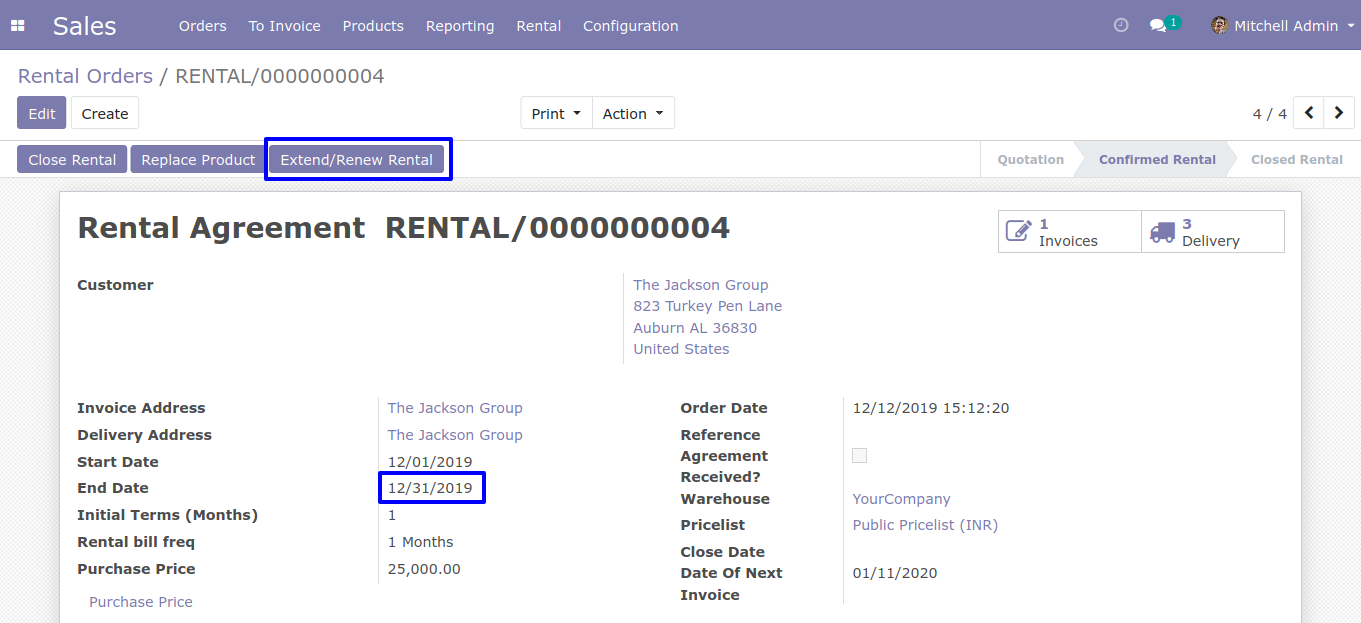 Sales Orders To Invoice Products Reporting Rental Configuration 1 Mitchell Admin
Rental Orders / RENTAL/0000000004
Edit Create Print Action 4 / 4
Close Rental Replace Product Extend/Renew Rental Quotation Confirmed Rental Closed Rental
Rental Agreement RENTAL/0000000004
1
Invoices
3
Delivery
Customer
The Jackson Group
823 Turkey Pen Lane
Auburn AL 36830
United States
Invoice Address The Jackson Group
Delivery Address The Jackson Group
Start Date 12/01/2019
End Date 12/31/2019
Initial Terms (Months) 1
Rental bill freq 1 Months
Purchase Price 25,000.00
Purchase Price
Order Date 12/12/2019 15:12:20
Reference
Agreement
Received?
Warehouse YourCompany
Pricelist Public Pricelist (INR)
Close Date
Date Of Next 01/11/2020
Invoice